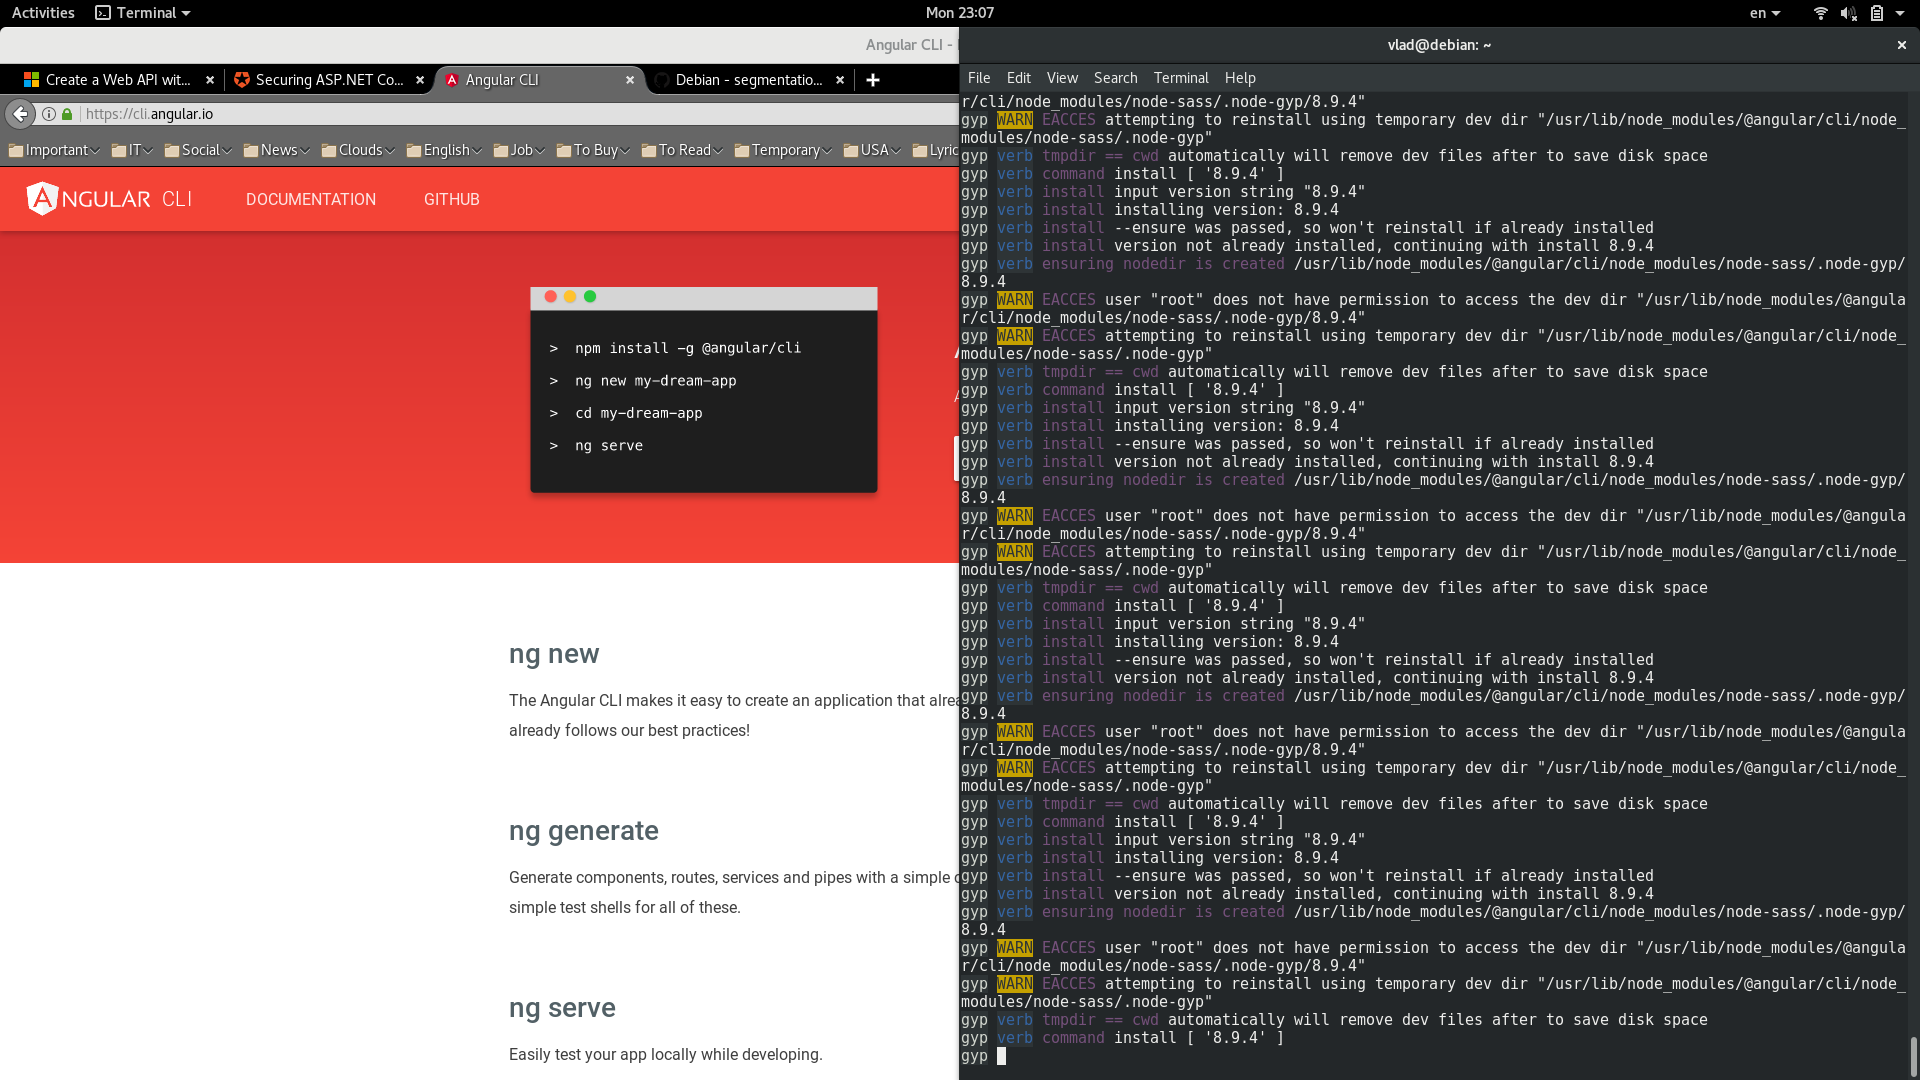 Activities Terminal Mon 23:07 en
Angular CLI -
Create a Web API wit... Securing ASP.NET Co... Angular CLI Debian - segmentatio...
https://cli.angular.io
Important IT Social News Clouds English Job To Buy To Read Temporary USA Lyric
ANGULAR CLI DOCUMENTATION GITHUB
> npm install -g @angular/cli
> ng new my-dream-app
> cd my-dream-app
> ng serve
ng new
The Angular CLI makes it easy to create an application that alrea
already follows our best practices!
ng generate
Generate components, routes, services and pipes with a simple c
simple test shells for all of these.
ng serve
Easily test your app locally while developing.
vlad@debian: ~
File Edit View Search Terminal Help
r/cli/node_modules/node-sass/.node-gyp/8.9.4"
gyp WARN EACCES attempting to reinstall using temporary dev dir "/usr/lib/node_modules/@angular/cli/node_
modules/node-sass/.node-gyp"
gyp verb tmpdir == cwd automatically will remove dev files after to save disk space
gyp verb command install [ '8.9.4' ]
gyp verb install input version string "8.9.4"
gyp verb install installing version: 8.9.4
gyp verb install --ensure was passed, so won't reinstall if already installed
gyp verb install version not already installed, continuing with install 8.9.4
gyp verb ensuring nodedir is created /usr/lib/node_modules/@angular/cli/node_modules/node-sass/.node-gyp/
8.9.4
gyp WARN EACCES user "root" does not have permission to access the dev dir "/usr/lib/node_modules/@angula
r/cli/node_modules/node-sass/.node-gyp/8.9.4"
gyp WARN EACCES attempting to reinstall using temporary dev dir "/usr/lib/node_modules/@angular/cli/node_
modules/node-sass/.node-gyp"
gyp verb tmpdir == cwd automatically will remove dev files after to save disk space
gyp verb command install [ '8.9.4' ]
gyp verb install input version string "8.9.4"
gyp verb install installing version: 8.9.4
gyp verb install --ensure was passed, so won't reinstall if already installed
gyp verb install version not already installed, continuing with install 8.9.4
gyp verb ensuring nodedir is created /usr/lib/node_modules/@angular/cli/node_modules/node-sass/.node-gyp/
8.9.4
gyp WARN EACCES user "root" does not have permission to access the dev dir "/usr/lib/node_modules/@angula
r/cli/node_modules/node-sass/.node-gyp/8.9.4"
gyp WARN EACCES attempting to reinstall using temporary dev dir "/usr/lib/node_modules/@angular/cli/node_
modules/node-sass/.node-gyp"
gyp verb tmpdir == cwd automatically will remove dev files after to save disk space
gyp verb command install [ '8.9.4' ]
gyp verb install input version string "8.9.4"
gyp verb install installing version: 8.9.4
gyp verb install --ensure was passed, so won't reinstall if already installed
gyp verb install version not already installed, continuing with install 8.9.4
gyp verb ensuring nodedir is created /usr/lib/node_modules/@angular/cli/node_modules/node-sass/.node-gyp/
8.9.4
gyp WARN EACCES user "root" does not have permission to access the dev dir "/usr/lib/node_modules/@angula
r/cli/node_modules/node-sass/.node-gyp/8.9.4"
gyp WARN EACCES attempting to reinstall using temporary dev dir "/usr/lib/node_modules/@angular/cli/node_
modules/node-sass/.node-gyp"
gyp verb tmpdir == cwd automatically will remove dev files after to save disk space
gyp verb command install [ '8.9.4' ]
gyp verb install input version string "8.9.4"
gyp verb install installing version: 8.9.4
gyp verb install --ensure was passed, so won't reinstall if already installed
gyp verb install version not already installed, continuing with install 8.9.4
gyp verb ensuring nodedir is created /usr/lib/node_modules/@angular/cli/node_modules/node-sass/.node-gyp/
8.9.4
gyp WARN EACCES user "root" does not have permission to access the dev dir "/usr/lib/node_modules/@angula
r/cli/node_modules/node-sass/.node-gyp/8.9.4"
gyp WARN EACCES attempting to reinstall using temporary dev dir "/usr/lib/node_modules/@angular/cli/node_
modules/node-sass/.node-gyp"
gyp verb tmpdir == cwd automatically will remove dev files after to save disk space
gyp verb command install [ '8.9.4' ]
gyp